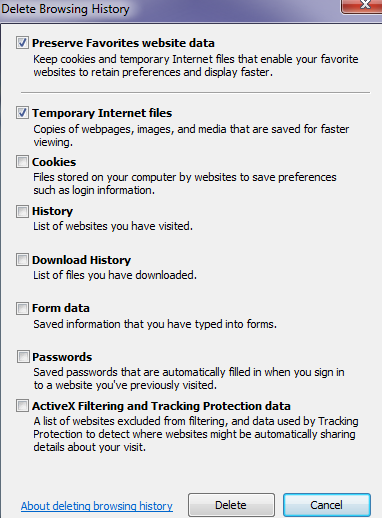 Delete Browsing History
Preserve Favorites website data
Keep cookies and temporary Internet files that enable your favorite
websites to retain preferences and display faster.
Temporary Internet files
Copies of webpages, images, and media that are saved for faster
viewing.
Cookies
Files stored on your computer by websites to save preferences
such as login information.
History
List of websites you have visited.
Download History
List of files you have downloaded.
Form data
Saved information that you have typed into forms.
Passwords
Saved passwords that are automatically filled in when you sign in
to a website you've previously visited.
ActiveX Filtering and Tracking Protection data
A list of websites excluded from filtering, and data used by Tracking
Protection to detect where websites might be automatically sharing
details about your visit.
About deleting browsing history
Delete
Cancel